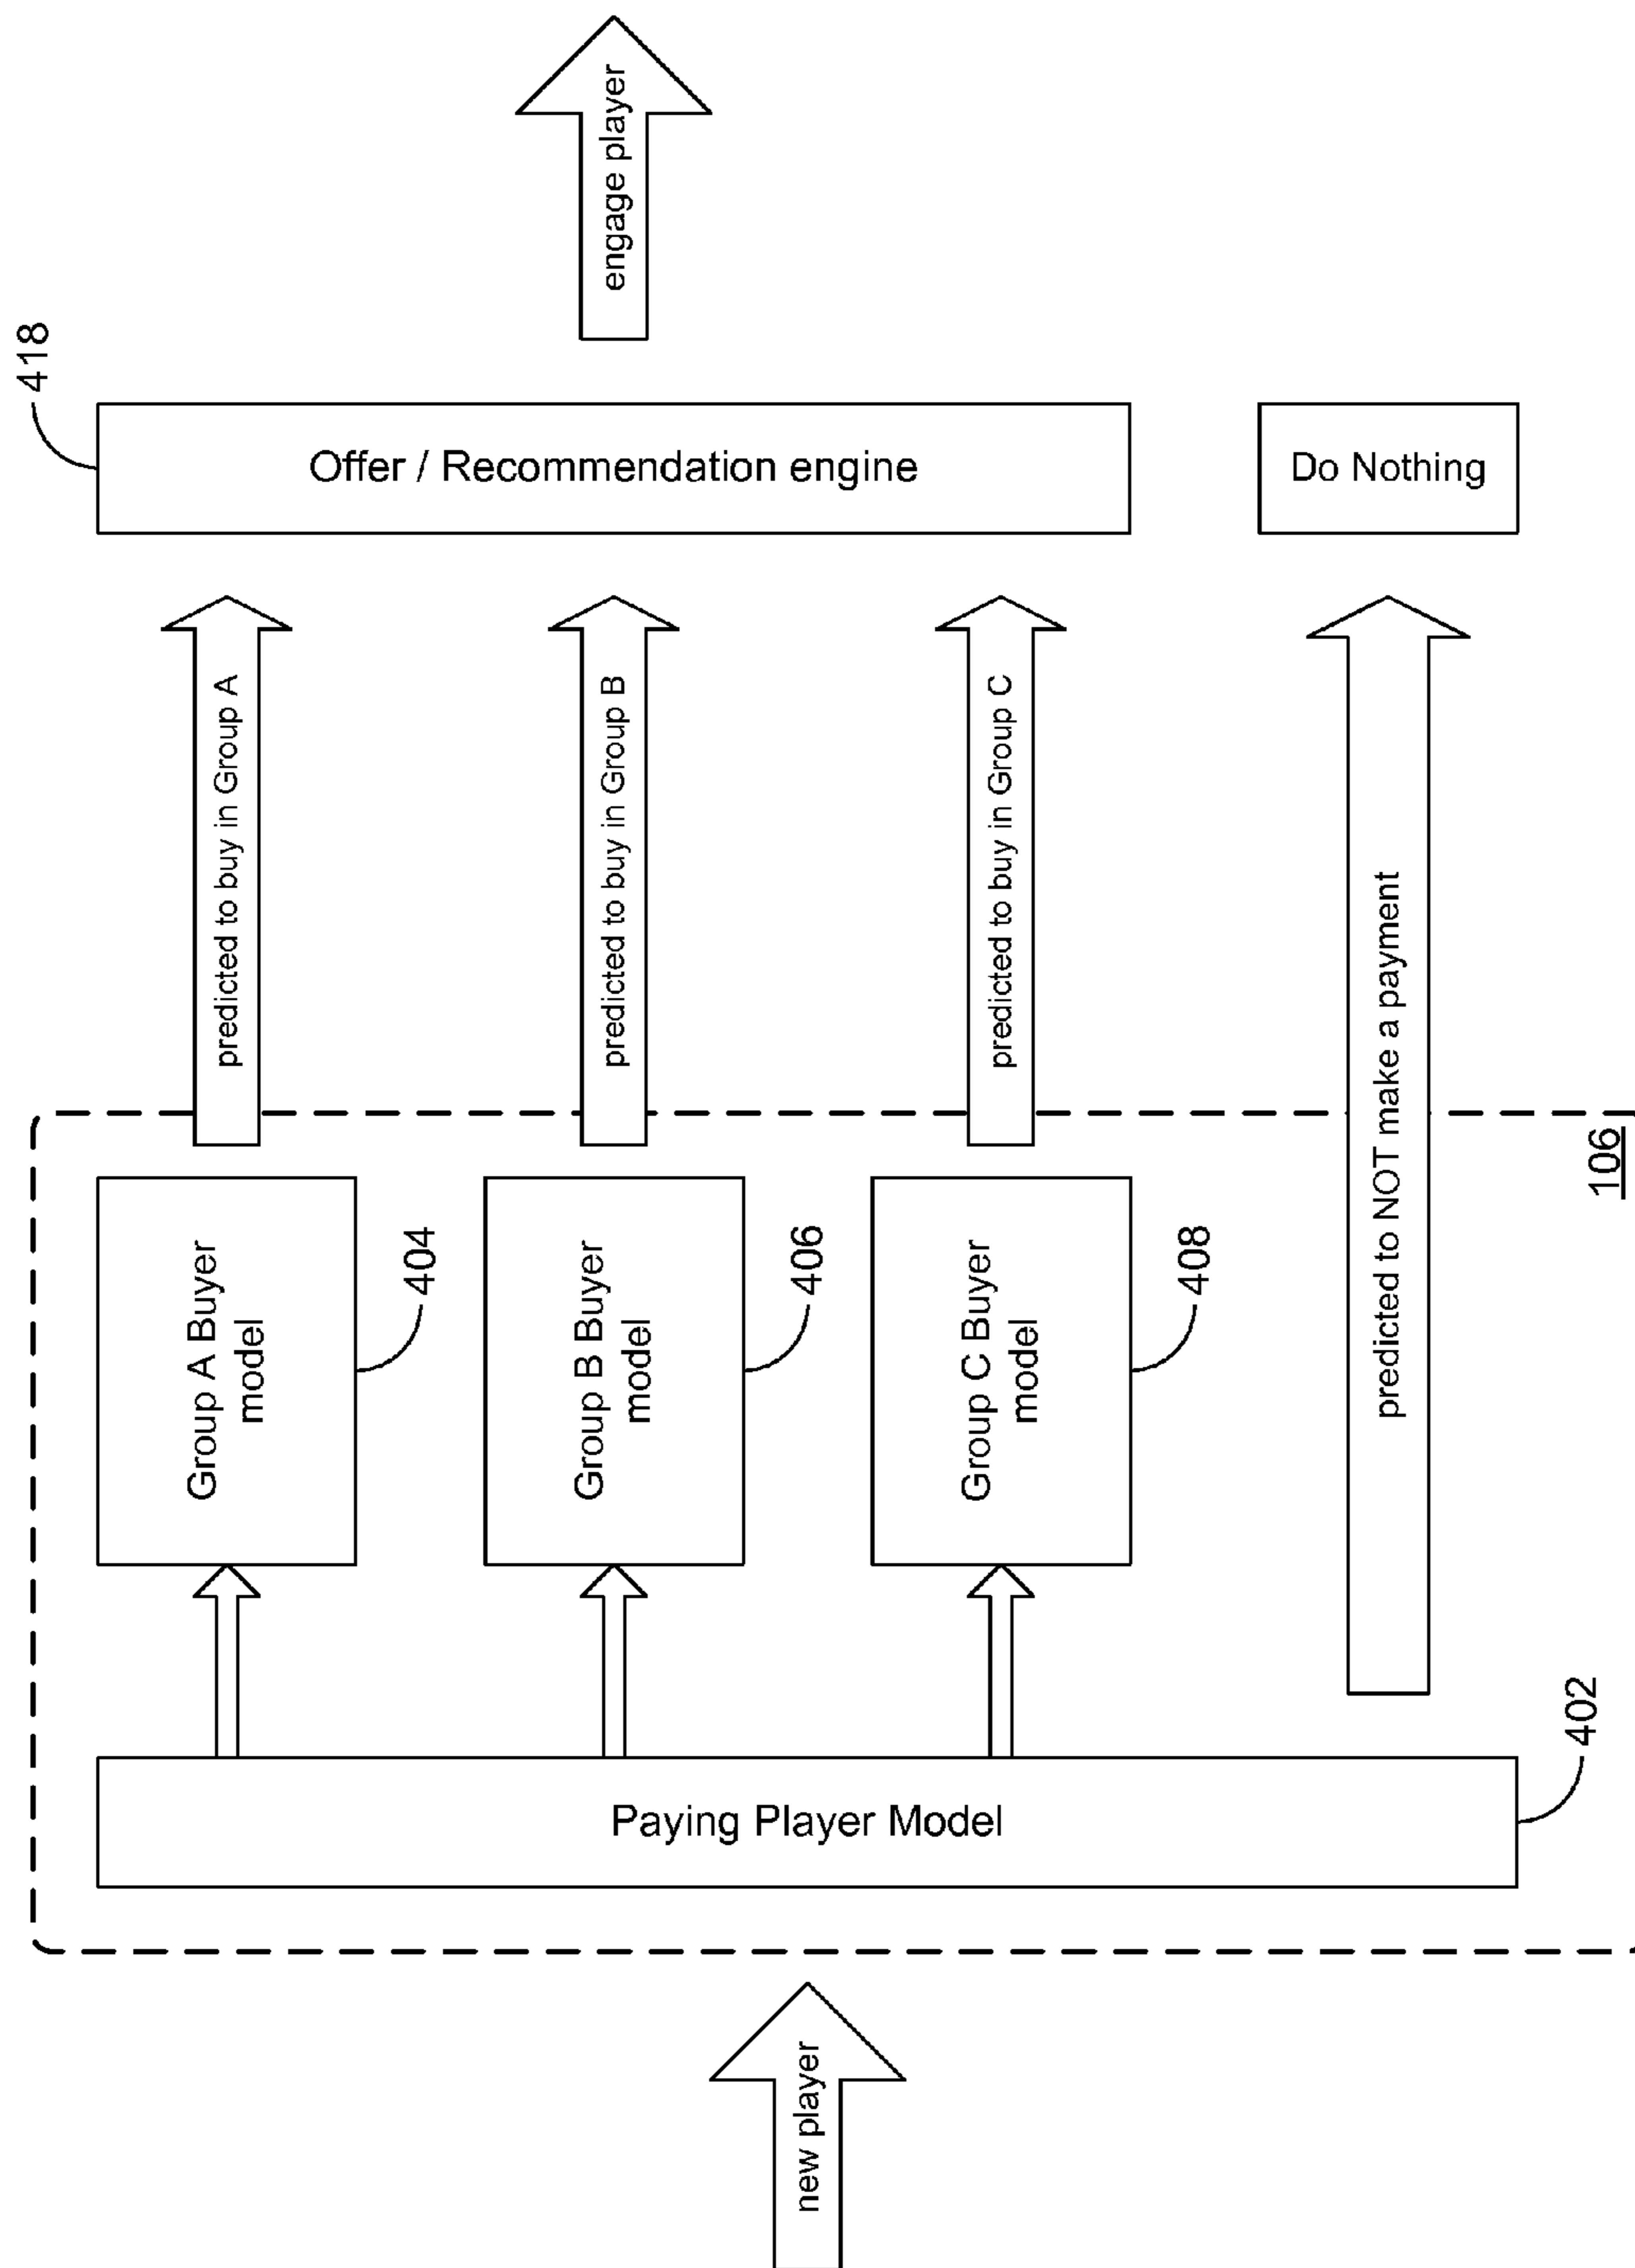 new player
Paying Player Model
402
Group A Buyer
model
404
Group B Buyer
model
406
Group C Buyer
model
408
106
predicted to buy in Group A
predicted to buy in Group B
predicted to buy in Group C
predicted to NOT make a payment
Offer / Recommendation engine
418
Do Nothing
engage player